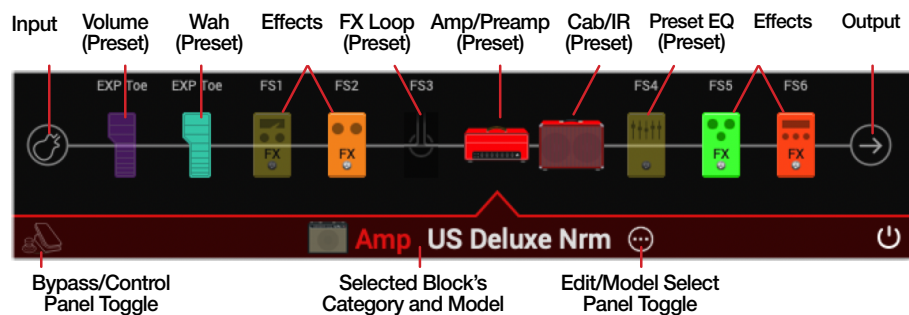 Input
Volume
(Preset)
Wah
(Preset)
Effects
FX Loop
(Preset)
Amp/Preamp
(Preset)
Cab/IR
(Preset)
Preset EQ
(Preset)
Effects
Output
EXP Toe
EXP Toe
FS1
FS2
FS3
FS4
FS5
FS6
FX
FX
FX
FX
Amp US Deluxe Nrm
Bypass/Control
Panel Toggle
Selected Block's
Category and Model
Edit/Model Select
Panel Toggle